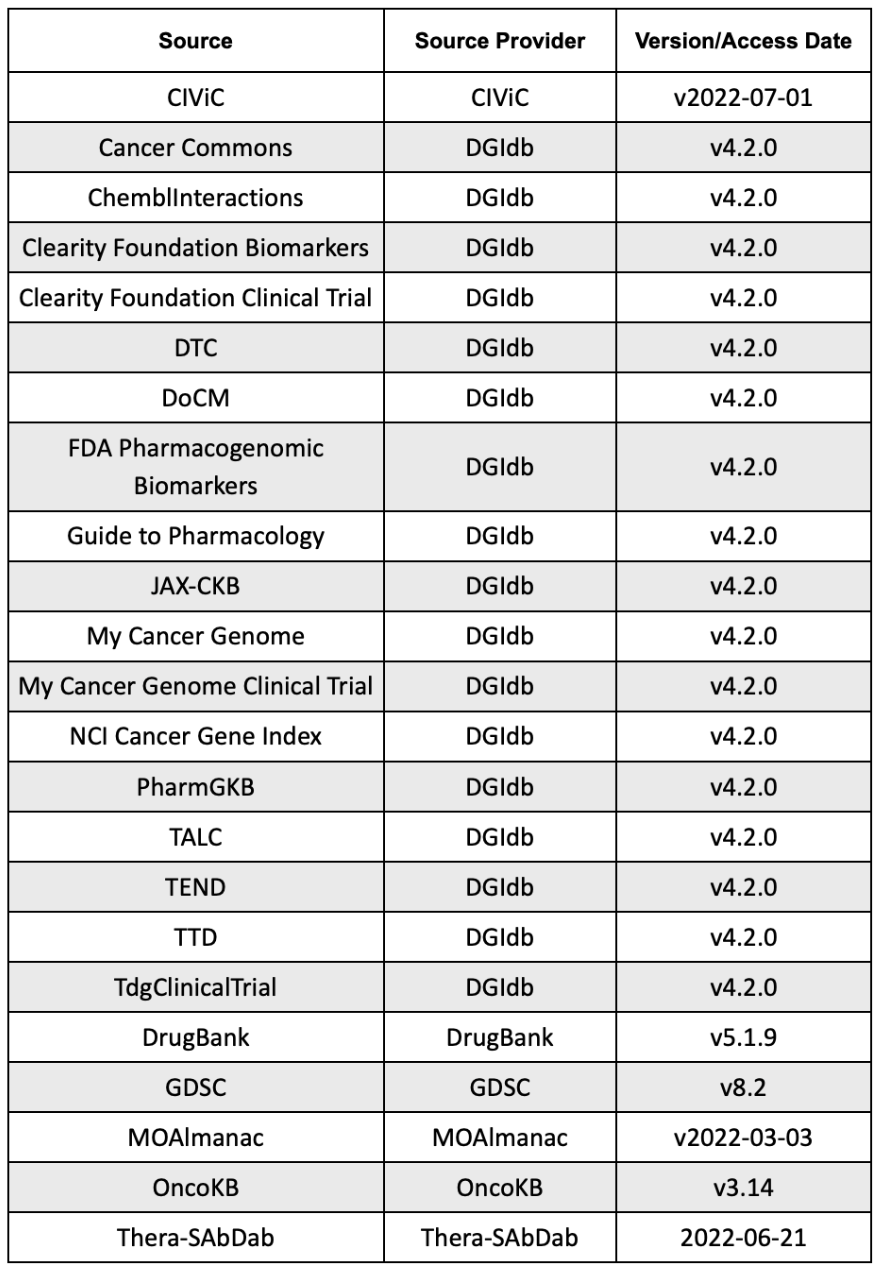 Source Source Provider Version/Access Date
CIViC CIViC v2022-07-01
Cancer Commons DGIdb v4.2.0
ChemblInteractions DGIdb v4.2.0
Clearity Foundation Biomarkers DGIdb v4.2.0
Clearity Foundation Clinical Trial DGIdb v4.2.0
DTC DGIdb v4.2.0
DoCM DGIdb v4.2.0
FDA Pharmacogenomic
Biomarkers DGIdb v4.2.0
Guide to Pharmacology DGIdb v4.2.0
JAX-CKB DGIdb v4.2.0
My Cancer Genome DGIdb v4.2.0
My Cancer Genome Clinical Trial DGIdb v4.2.0
NCI Cancer Gene Index DGIdb v4.2.0
PharmGKB DGIdb v4.2.0
TALC DGIdb v4.2.0
TEND DGIdb v4.2.0
TTD DGIdb v4.2.0
TdgClinicalTrial DGIdb v4.2.0
DrugBank DrugBank v5.1.9
GDSC GDSC v8.2
MOAlmanac MOAlmanac v2022-03-03
OncoKB OncoKB v3.14
Thera-SAbDab Thera-SAbDab 2022-06-21